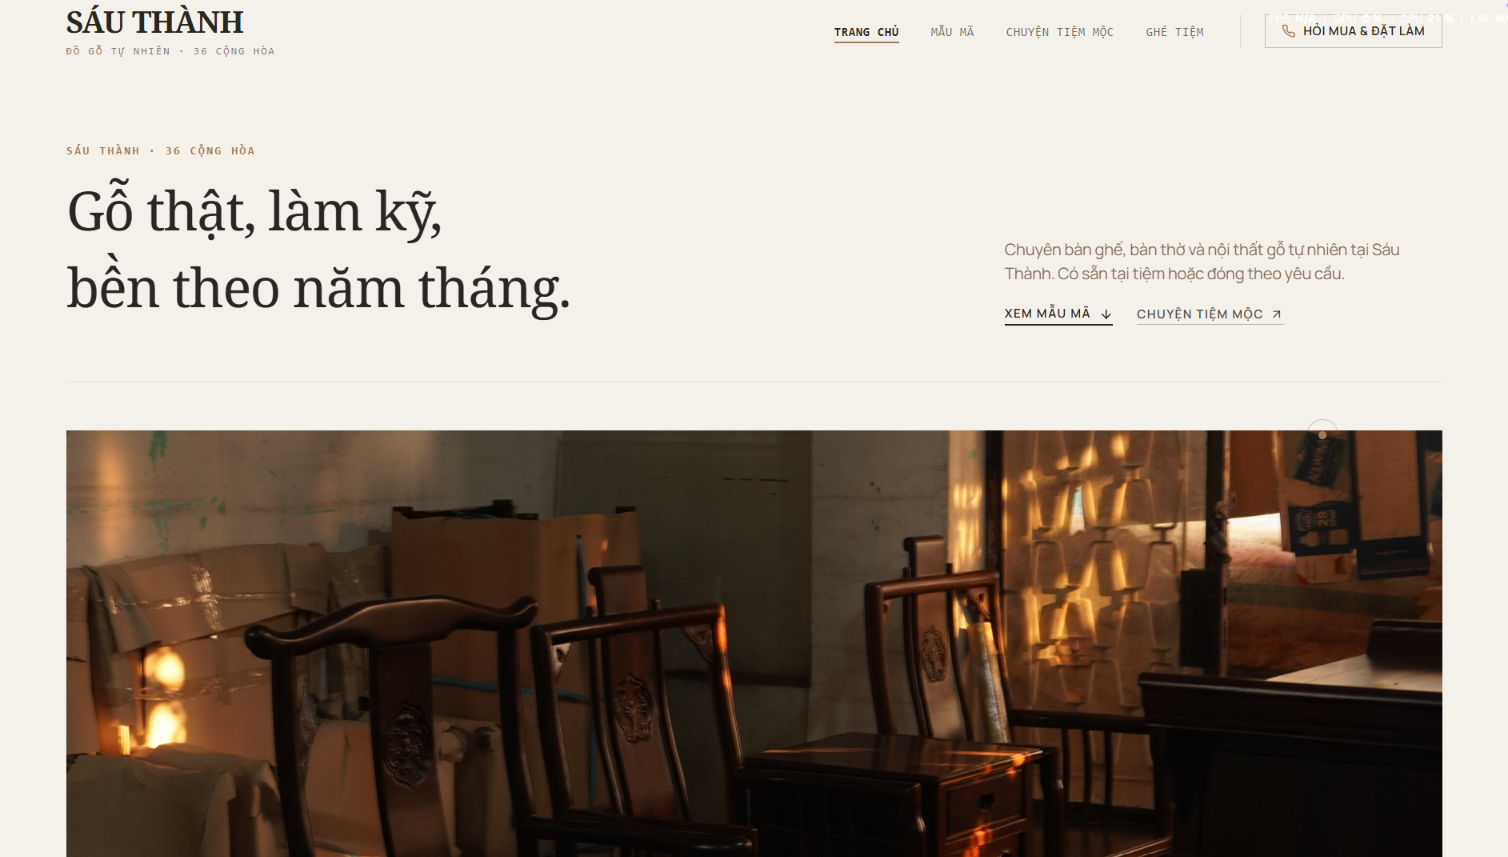 SÁU THÀNH
ĐỒ GỖ TỰ NHIÊN · 36 CỘNG HÒA
TRANG CHỦ
MẪU MÃ
CHUYỆN TIỆM MỘC
GHÉ TIỆM
HỎI MUA & ĐẶT LÀM
SÁU THÀNH · 36 CỘNG HÒA
Gỗ thật, làm kỹ,
bền theo năm tháng.
Chuyên bàn ghế, bàn thờ và nội thất gỗ tự nhiên tại Sáu
Thành. Có sẵn tại tiệm hoặc đóng theo yêu cầu.
XEM MẪU MÃ
CHUYỆN TIỆM MỘC